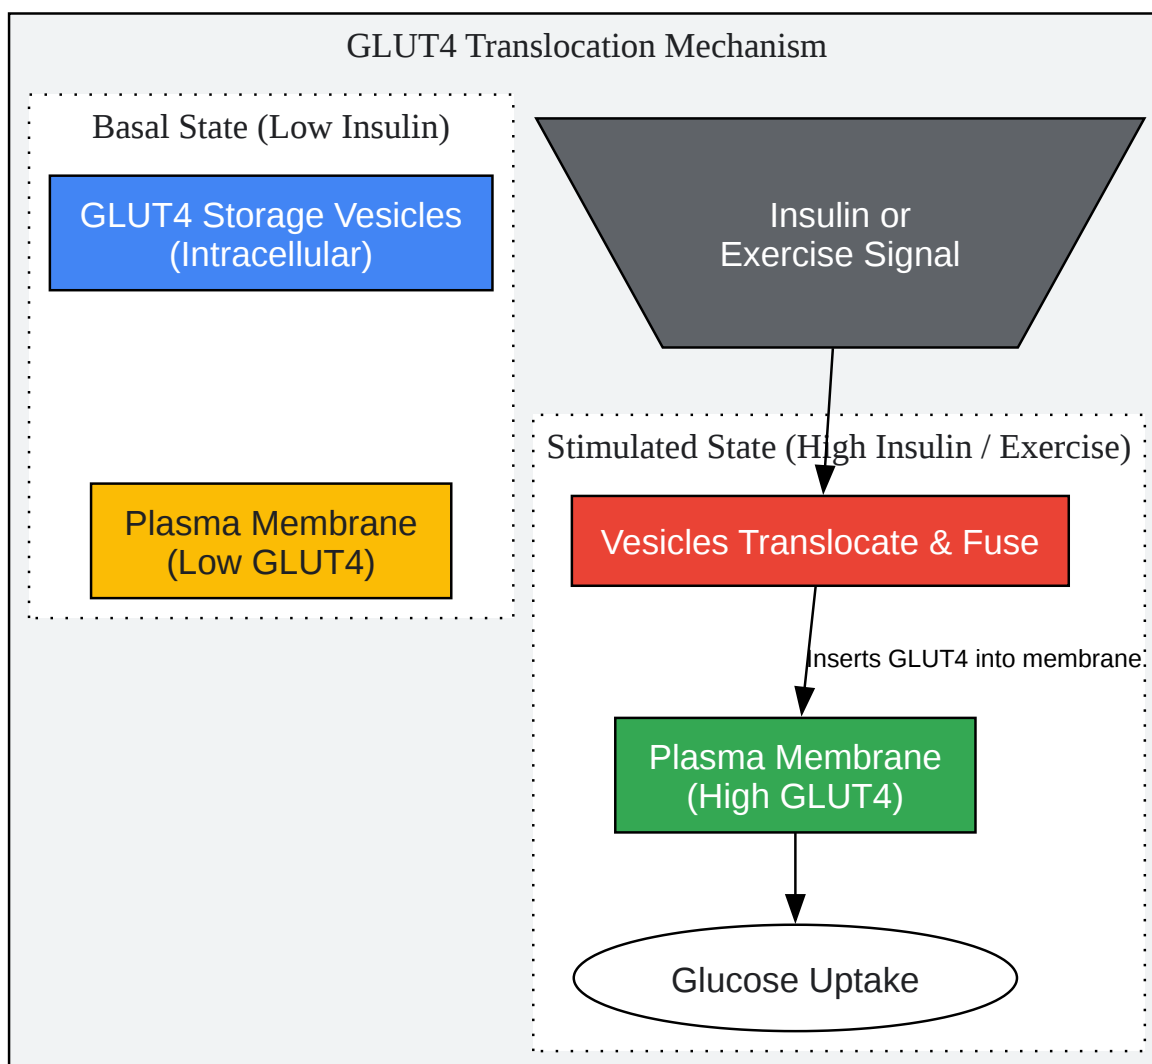 GLUT4 Translocation Mechanism
Basal State (Low Insulin)
GLUT4 Storage Vesicles
(Intracellular)
Plasma Membrane
(Low GLUT4)
Insulin or
Exercise Signal
Stimulated State (High Insulin / Exercise)
Vesicles Translocate & Fuse
Inserts GLUT4 into membrane
Plasma Membrane
(High GLUT4)
Glucose Uptake